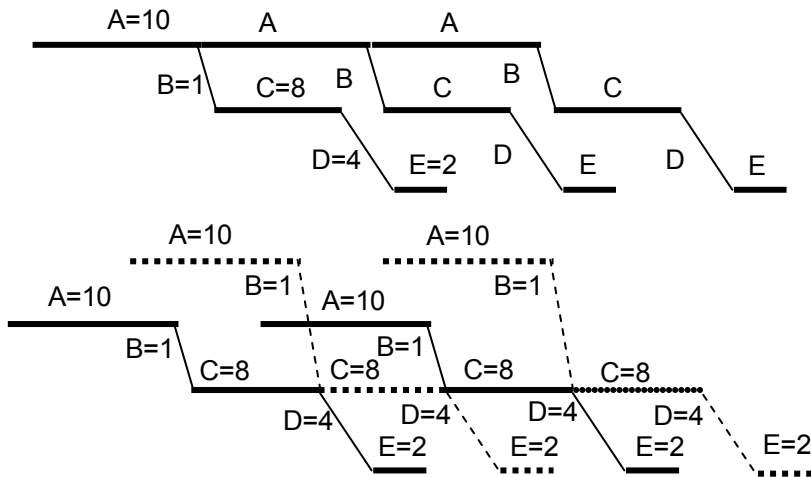 A=10 A A
B=1 C=8 B C B C
D=4 E=2 D E D E
A=10 A=10
A=10 B=1 A=10 B=1
B=1 C=8 C=8 B=1 C=8 C=8
D=4 D=4 D=4 D=4
E=2 E=2 E=2 E=2